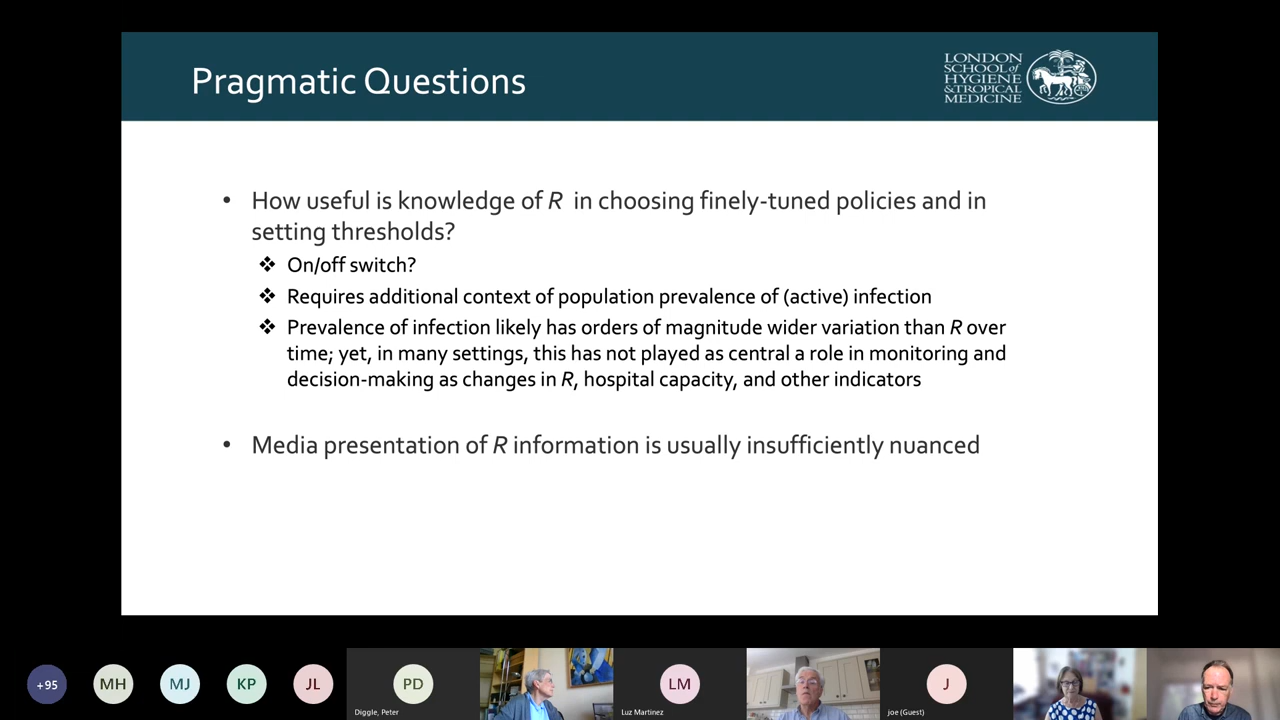 Pragmatic Questions
LONDON
SCHOOL of
HYGIENE
& TROPICAL
MEDICINE
• How useful is knowledge of R in choosing finely-tuned policies and in
setting thresholds?
❖ On/off switch?
❖ Requires additional context of population prevalence of (active) infection
❖ Prevalence of infection likely has orders of magnitude wider variation than R over
time; yet, in many settings, this has not played as central a role in monitoring and
decision-making as changes in R, hospital capacity, and other indicators
• Media presentation of R information is usually insufficiently nuanced
+95
MH
MJ
KP
JL
PD
Diggle, Peter
LM
Luz Martinez
J
joe (Guest)